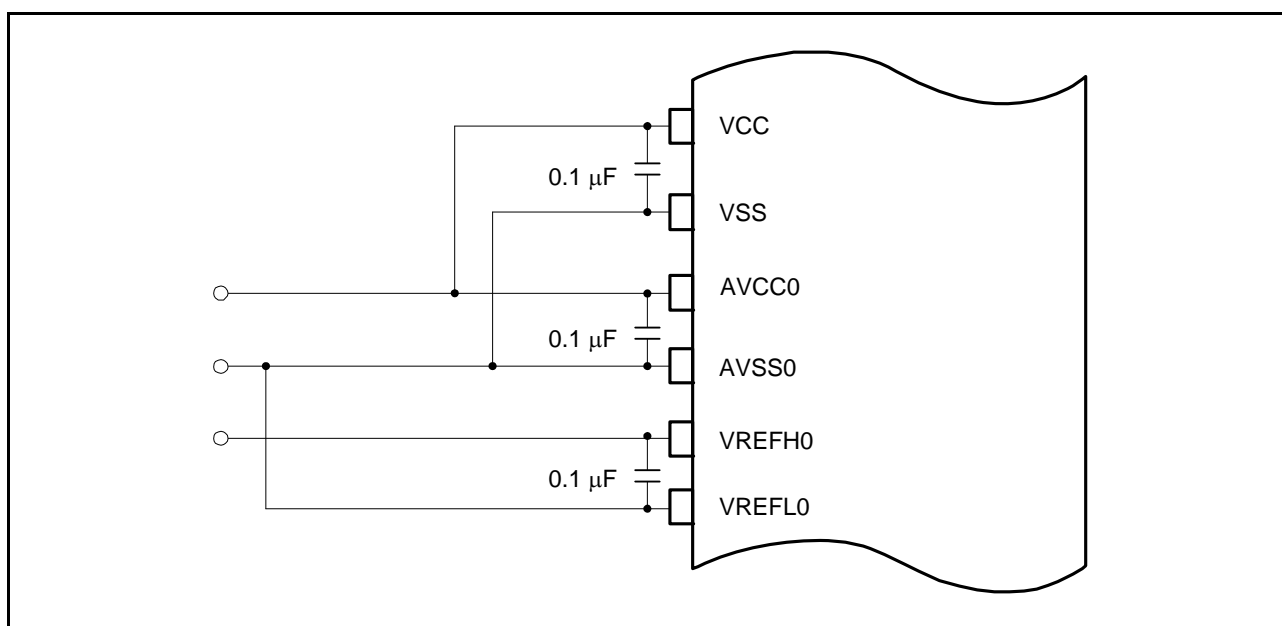 VCC
0.1 μF
VSS
AVCC0
0.1 μF
AVSS0
VREFH0
0.1 μF
VREFL0